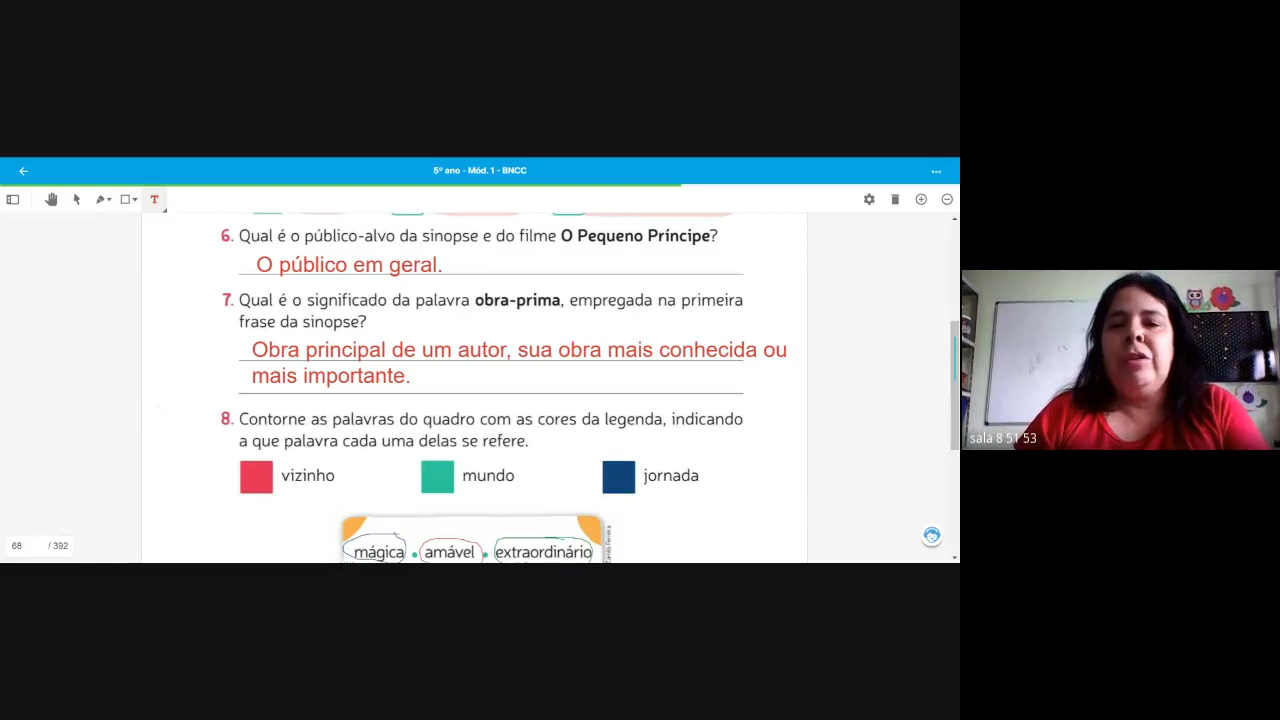 5º ano - Mód. 1 - BNCC
T
6. Qual é o público-alvo da sinopse e do filme O Pequeno Príncipe?
O público em geral.
7. Qual é o significado da palavra obra-prima, empregada na primeira
frase da sinopse?
Obra principal de um autor, sua obra mais conhecida ou
mais importante.
8. Contorne as palavras do quadro com as cores da legenda, indicando
a que palavra cada uma delas se refere.
vizinho mundo jornada
mágica • amável • extraordinário
Camila Ferreira
68 / 392
sala 8 51 53